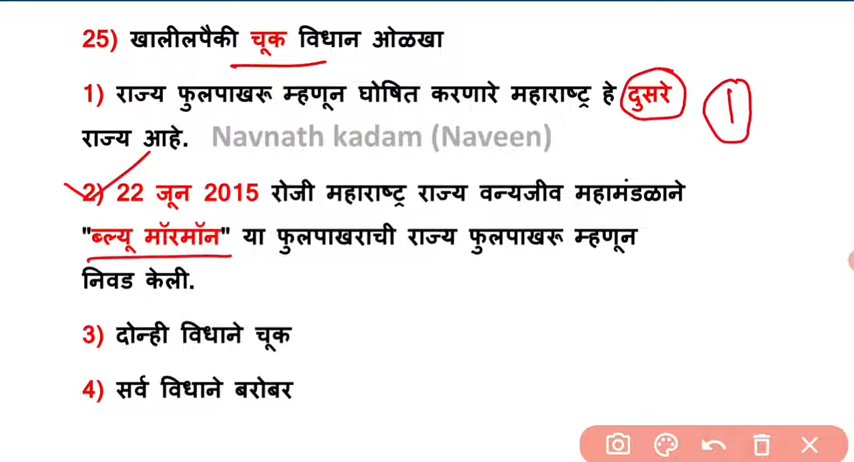 25) खालीलपैकी चूक विधान ओळखा
1) राज्य फुलपाखरू म्हणून घोषित करणारे महाराष्ट्र हे दुसरे 1
राज्य आहे. Navnath kadam (Naveen)
2) 22 जून 2015 रोजी महाराष्ट्र राज्य वन्यजीव महामंडळाने
"ब्ल्यू मॉरमॉन" या फुलपाखराची राज्य फुलपाखरू म्हणून
निवड केली.
3) दोन्ही विधाने चूक
4) सर्व विधाने बरोबर